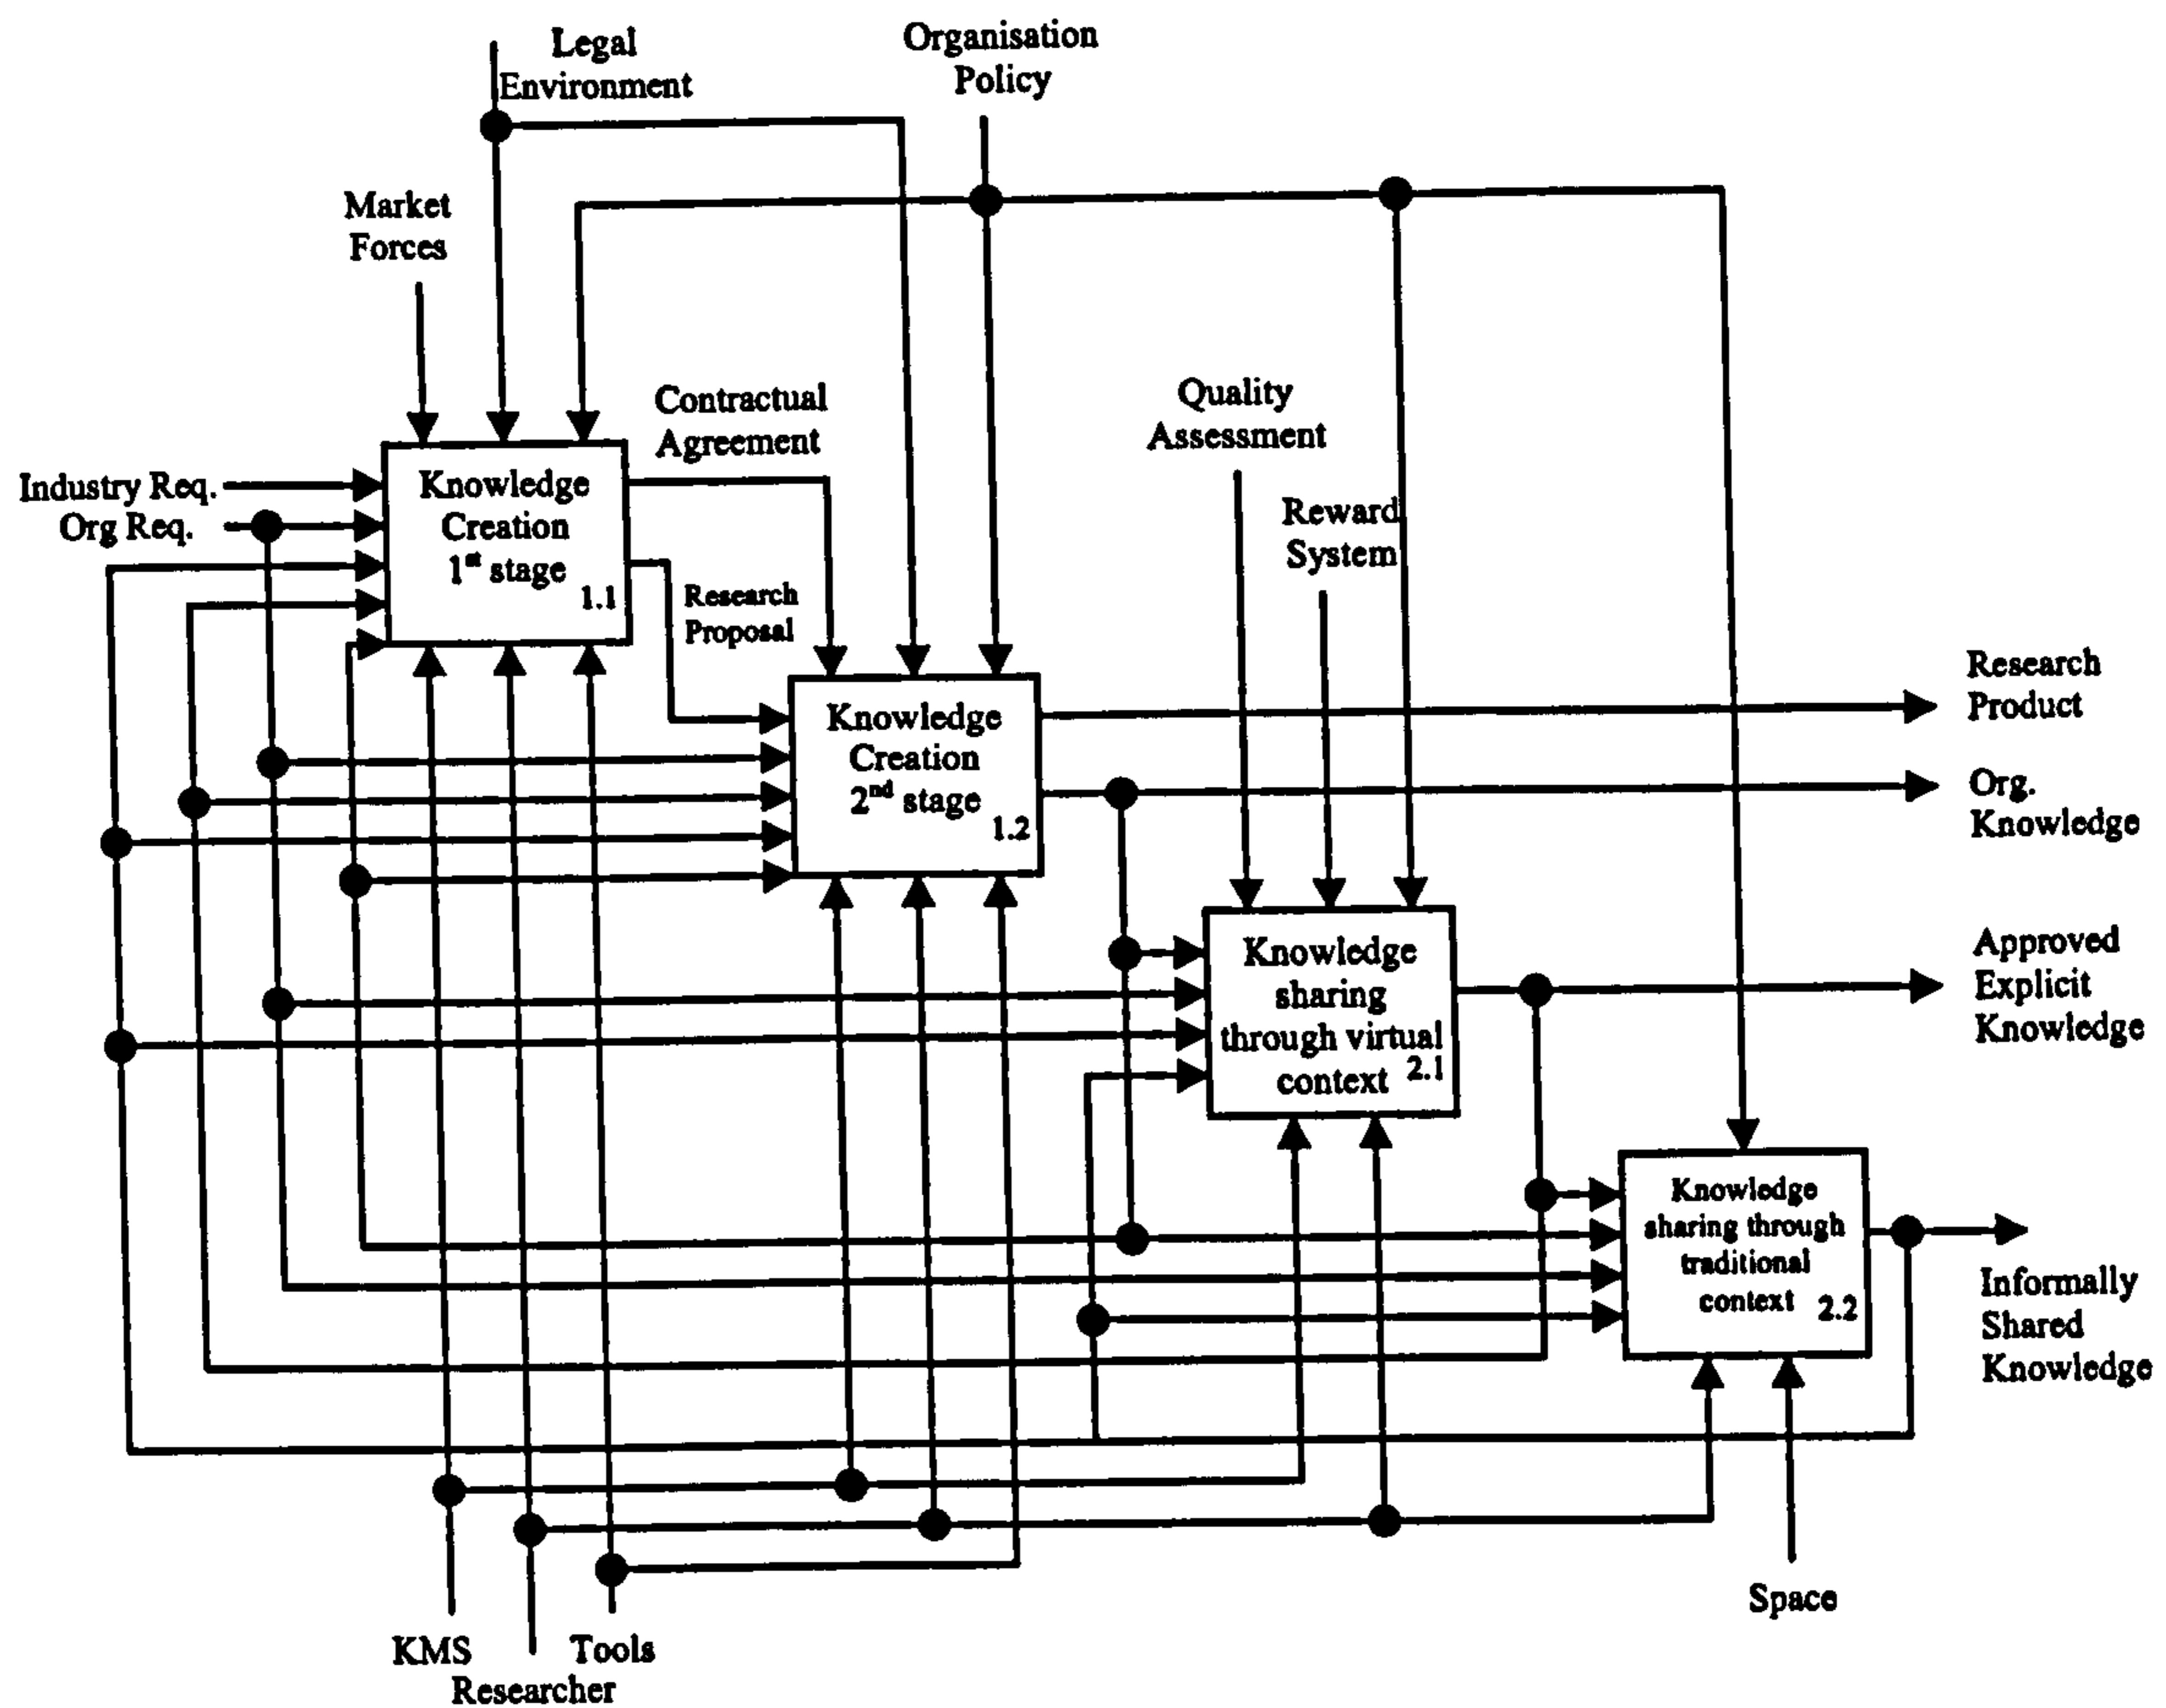 Legal
Environment
Organisation
Policy
Market
Forces
Contractual
Agreement
Quality
Assessment
Industry Req.
Org Req.
Knowledge
Creation
1st stage
1.1
Reward
System
Research
Proposal
Knowledge
Creation
2nd stage
1.2
Research
Product
Org.
Knowledge
Knowledge
sharing
through virtual
context 2.1
Approved
Explicit
Knowledge
Knowledge
sharing through
traditional
context 2.2
Informally
Shared
Knowledge
Space
KMS
Tools
Researcher